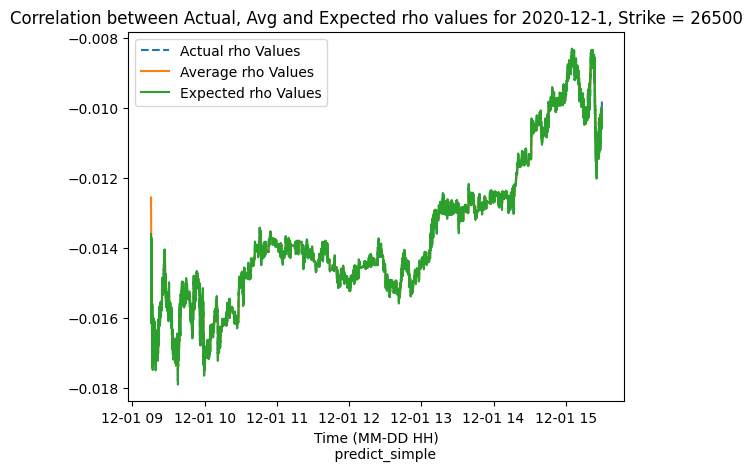 Correlation between Actual, Avg and Expected rho values for 2020-12-1, Strike = 26500
Actual rho Values
Average rho Values
Expected rho Values
−0.008
−0.010
−0.012
−0.014
−0.016
−0.018
12-01 09 12-01 10 12-01 11 12-01 12 12-01 13 12-01 14 12-01 15
Time (MM-DD HH)
predict_simple